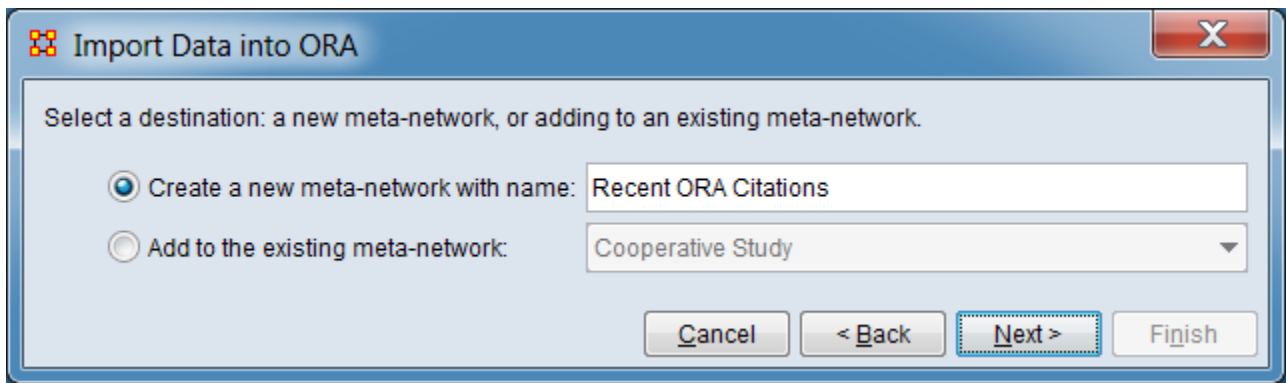 Import Data into ORA
Select a destination: a new meta-network, or adding to an existing meta-network.
Create a new meta-network with name: Recent ORA Citations
Add to the existing meta-network: Cooperative Study
Cancel < Back Next > Finish